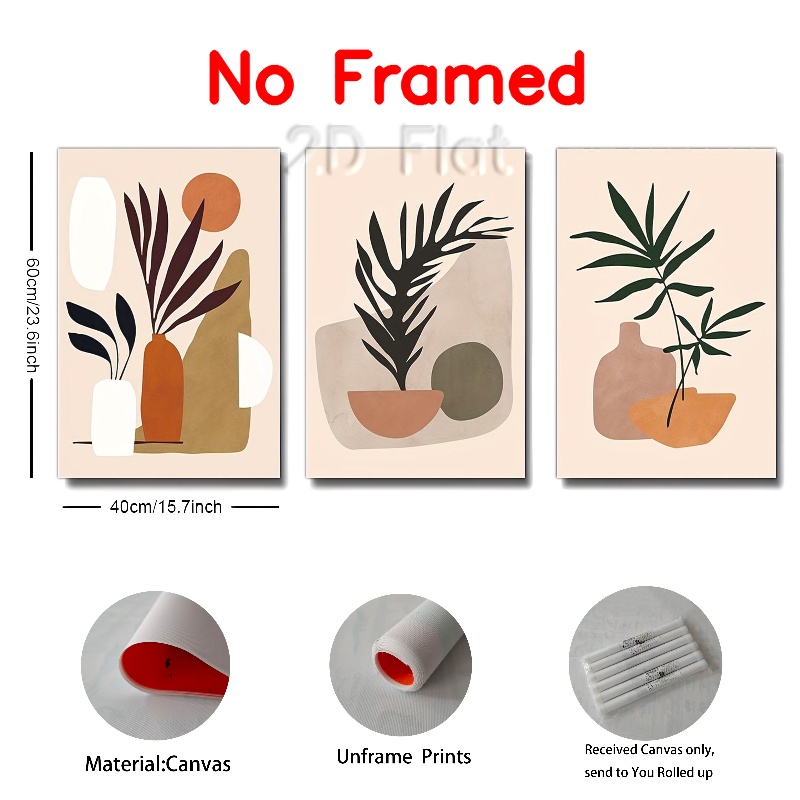 No Framed
2D Flat
60cm/23.6inch
40cm/15.7inch
Material:Canvas
Unframe Prints
Received Canvas only,
send to You Rolled up